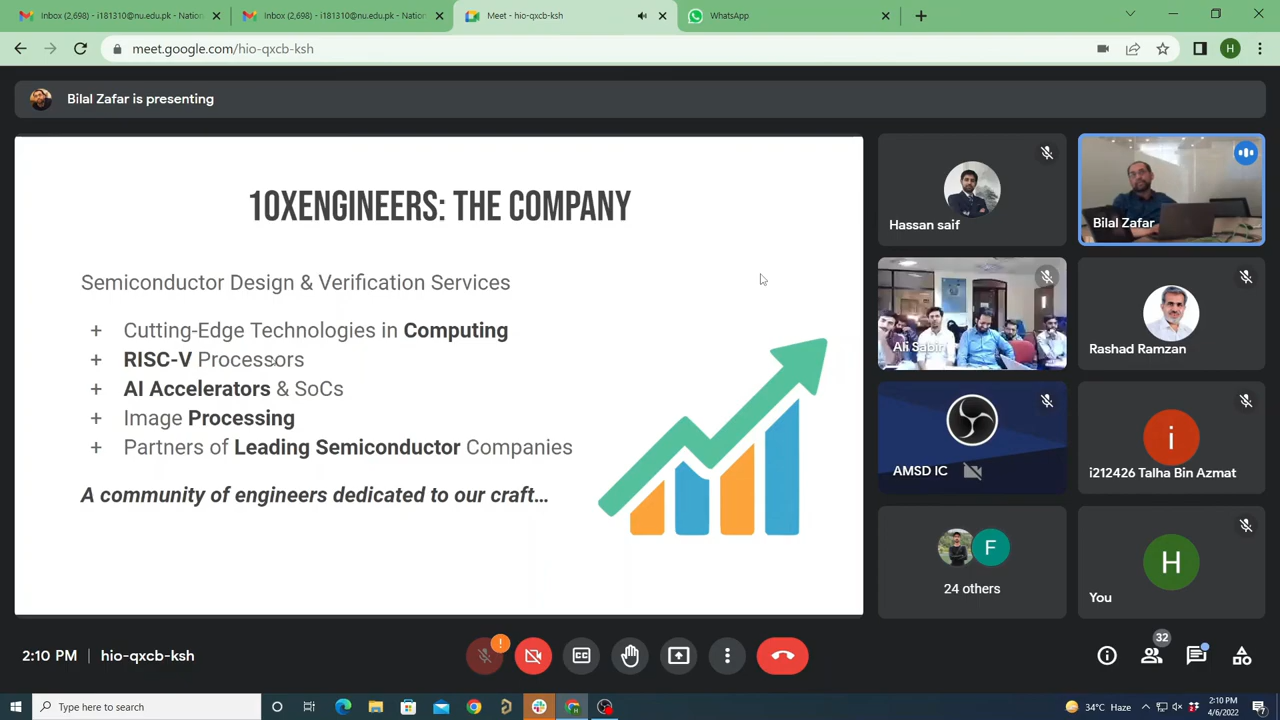 Inbox (2,698) - i181310@nu.edu.pk - Nation
Inbox (2,698) - i181310@nu.edu.pk - Nation
Meet - hio-qxcb-ksh
WhatsApp
meet.google.com/hio-qxcb-ksh
H
Bilal Zafar is presenting
10XENGINEERS: THE COMPANY
Semiconductor Design & Verification Services
+ Cutting-Edge Technologies in Computing
+ RISC-V Processors
+ AI Accelerators & SoCs
+ Image Processing
+ Partners of Leading Semiconductor Companies
A community of engineers dedicated to our craft...
Hassan saif
Bilal Zafar
Ali Sabir
Rashad Ramzan
AMSD IC
i
i212426 Talha Bin Azmat
F
24 others
H
You
2:10 PM | hio-qxcb-ksh
!
CC
32
Type here to search
34°C Haze
2:10 PM
4/6/2022